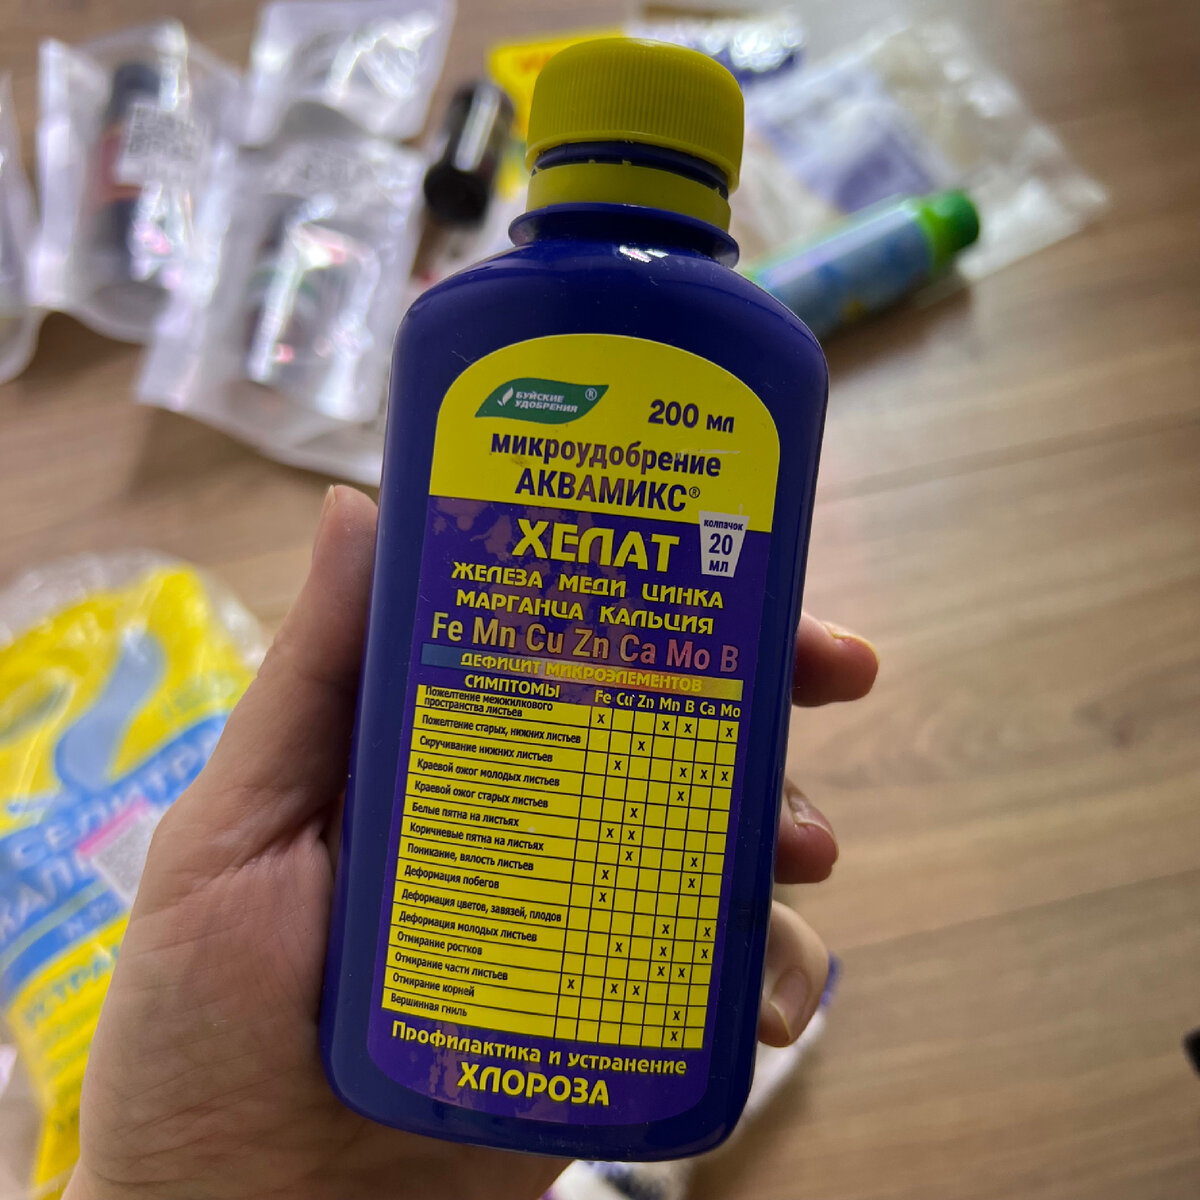 БУЙСКИЕ
УДОБРЕНИЯ ®
200 мл
микроудобрение
АКВАМИКС®
колпачок
20
мл
ХЕЛАТ
ЖЕЛЕЗА МЕДИ ЦИНКА
МАРГАНЦА КАЛЬЦИЯ
Fe Mn Cu Zn Ca Mo B
ДЕФИЦИТ МИКРОЭЛЕМЕНТОВ
СИМПТОМЫ Fe Cu Zn Mn B Ca Mo
Пожелтение межжилкового
пространства листьев X X X X
Пожелтение старых, нижних листьев X
Скручивание нижних листьев X X X X
Краевой ожог молодых листьев X
Краевой ожог старых листьев X
Белые пятна на листьях X X
Коричневые пятна на листьях X X
Поникание, вялость листьев X X
Деформация побегов X
Деформация цветов, завязей, плодов X X
Деформация молодых листьев X X X
Отмирание ростков X X
Отмирание части листьев X X X
Отмирание корней X
Вершинная гниль X
Профилактика и устранение
ХЛОРОЗА